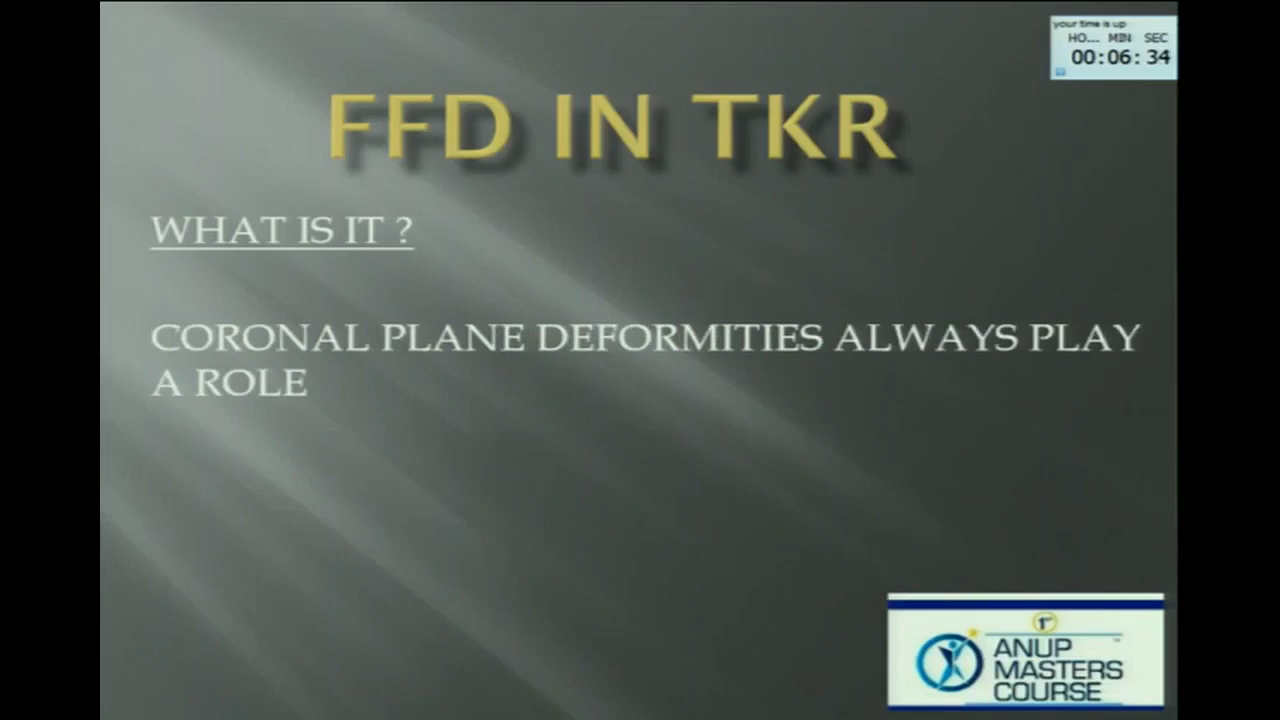 your time is up
HO... MIN SEC
00:06:34
FFD IN TKR
WHAT IS IT ?
CORONAL PLANE DEFORMITIES ALWAYS PLAY
A ROLE
1st
ANUP
MASTERS
COURSE